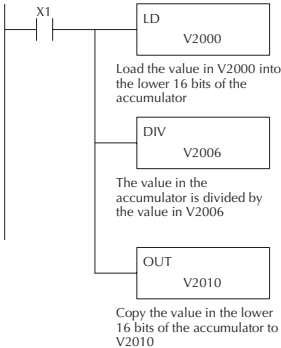 X1
LD
V2000
Load the value in V2000 into
the lower 16 bits of the
accumulator
DIV
V2006
The value in the
accumulator is divided by
the value in V2006
OUT
V2010
Copy the value in the lower
16 bits of the accumulator to
V2010